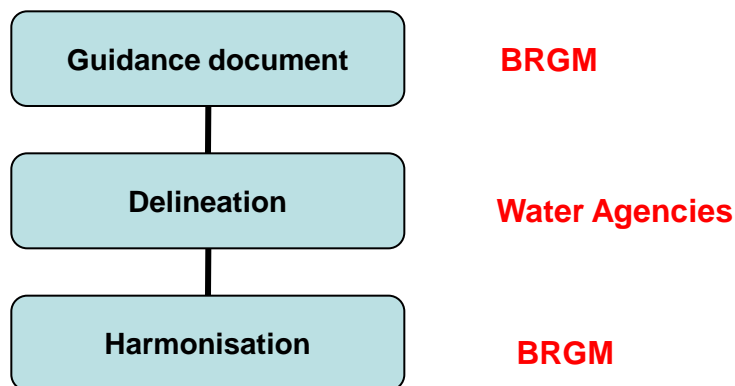 Guidance document
BRGM
Delineation
Water Agencies
Harmonisation
BRGM